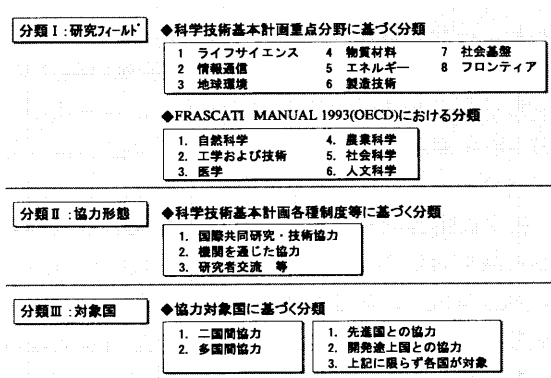 分類Ⅰ:研究フィールド ◆科学技術基本計画重点分野に基づく分類
1 ライフサイエンス 4 物質材料 7 社会基盤
2 情報通信 5 エネルギー 8 フロンティア
3 地球環境 6 製造技術
◆FRASCATI MANUAL 1993(OECD)における分類
1. 自然科学 4. 農業科学
2. 工学および技術 5. 社会科学
3. 医学 6. 人文科学
分類Ⅱ:協力形態 ◆科学技術基本計画各種制度等に基づく分類
1. 国際共同研究・技術協力
2. 機関を通じた協力
3. 研究者交流 等
分類Ⅲ:対象国 ◆協力対象国に基づく分類
1. 二国間協力 1. 先進国との協力
2. 多国間協力 2. 開発途上国との協力
3. 上記に限らず各国が対象